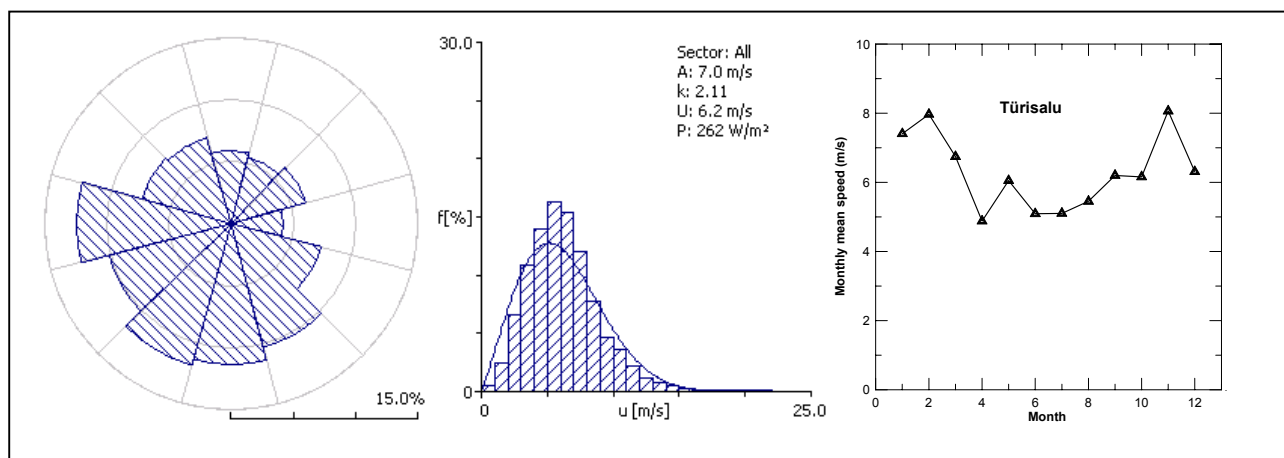 15.0%
30.0
f[%]
0
0
u [m/s]
25.0
Sector: All
A: 7.0 m/s
k: 2.11
U: 6.2 m/s
P: 262 W/m²
Türisalu
Monthly mean speed (m/s)
10
8
6
4
2
0
0
2
4
6
8
10
12
Month